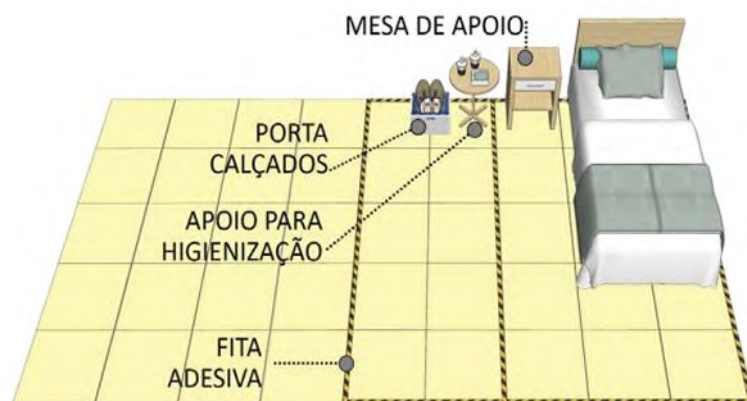 MESA DE APOIO
PORTA
CALÇADOS
APOIO PARA
HIGIENIZAÇÃO
FITA
ADESIVA